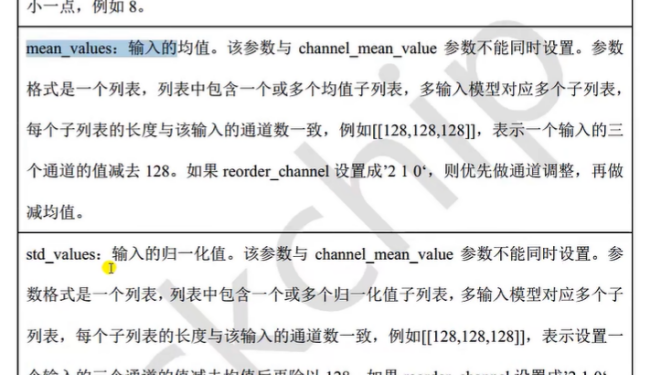 小一点，例如 8。
mean_values：输入的均值。该参数与 channel_mean_value 参数不能同时设置。参数
格式是一个列表，列表中包含一个或多个均值子列表，多输入模型对应多个子列表，
每个子列表的长度与该输入的通道数一致，例如[[128,128,128]]，表示一个输入的三
个通道的值减去 128。如果 reorder_channel 设置成’2 1 0‘，则优先做通道调整，再做
减均值。
std_values：输入的归一化值。该参数与 channel_mean_value 参数不能同时设置。参
数格式是一个列表，列表中包含一个或多个归一化值子列表，多输入模型对应多个子
列表，每个子列表的长度与该输入的通道数一致，例如[[128,128,128]]，表示设置一
个输入的三个通道的值减去均值后再除以 128。如果 reorder_channel 设置成’2 1 0‘，